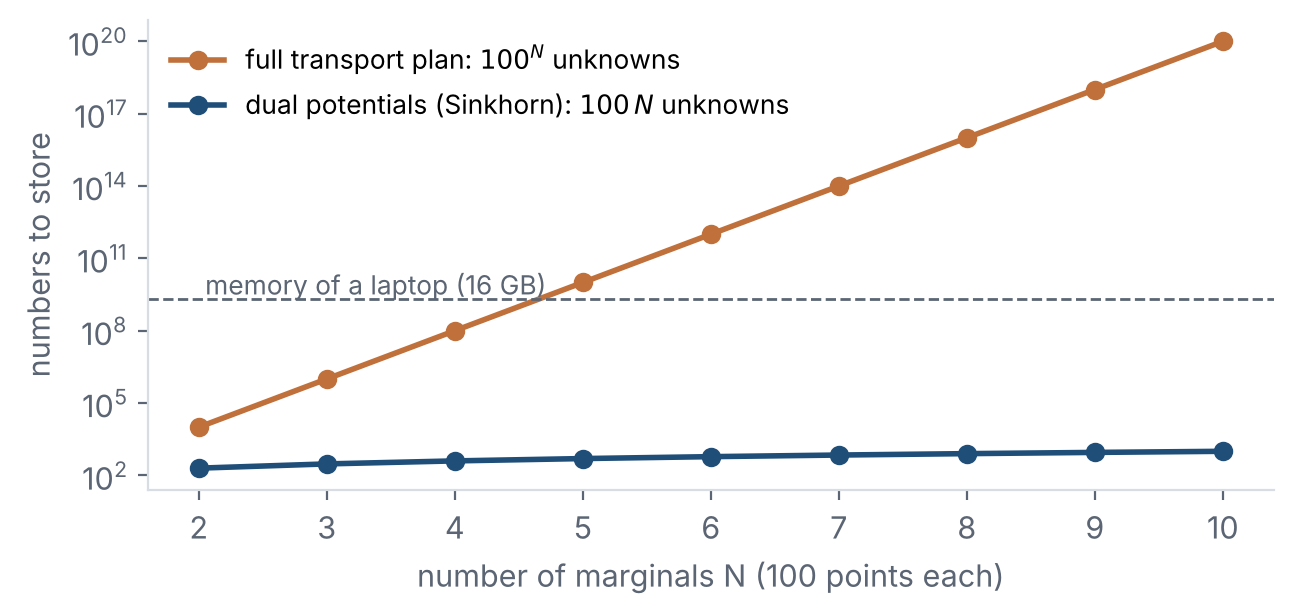 full transport plan: 100^N unknowns
dual potentials (Sinkhorn): 100 N unknowns
numbers to store
10^20
10^17
10^14
10^11
memory of a laptop (16 GB)
10^8
10^5
10^2
2 3 4 5 6 7 8 9 10
number of marginals N (100 points each)